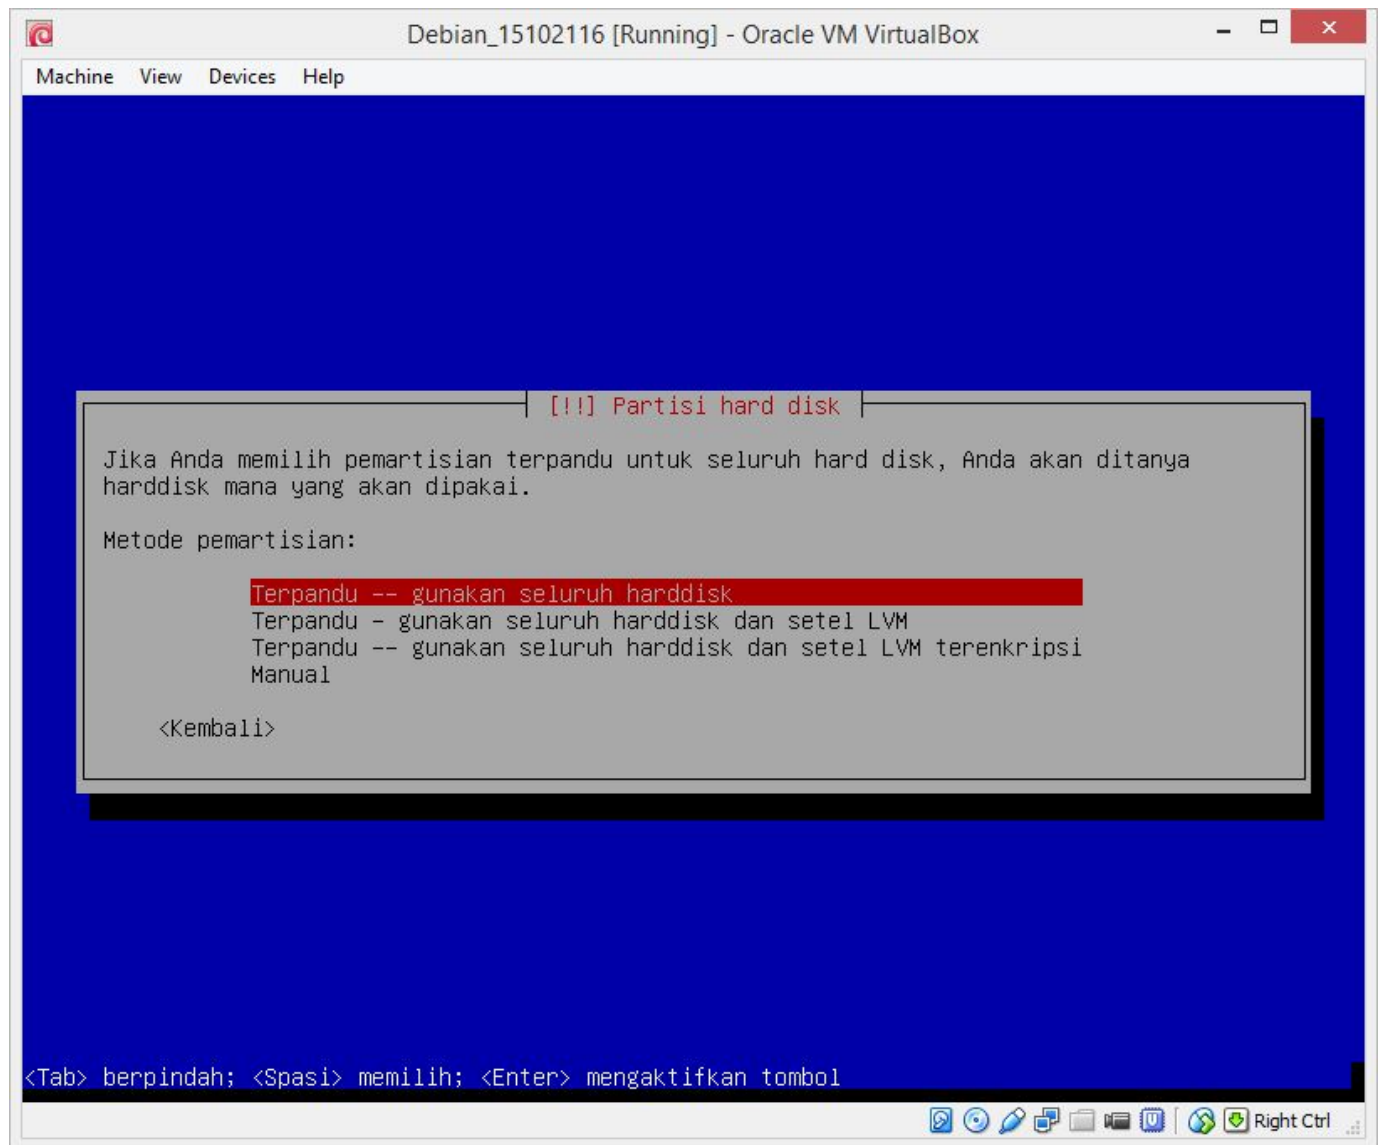 Debian_15102116 [Running] - Oracle VM VirtualBox
Machine View Devices Help
[!!] Partisi hard disk
Jika Anda memilih pemartisian terpandu untuk seluruh hard disk, Anda akan ditanya
harddisk mana yang akan dipakai.
Metode pemartisian:
Terpandu -- gunakan seluruh harddisk
Terpandu - gunakan seluruh harddisk dan setel LVM
Terpandu -- gunakan seluruh harddisk dan setel LVM terenkripsi
Manual
<Kembali>
<Tab> berpindah; <Spasi> memilih; <Enter> mengaktifkan tombol
Right Ctrl